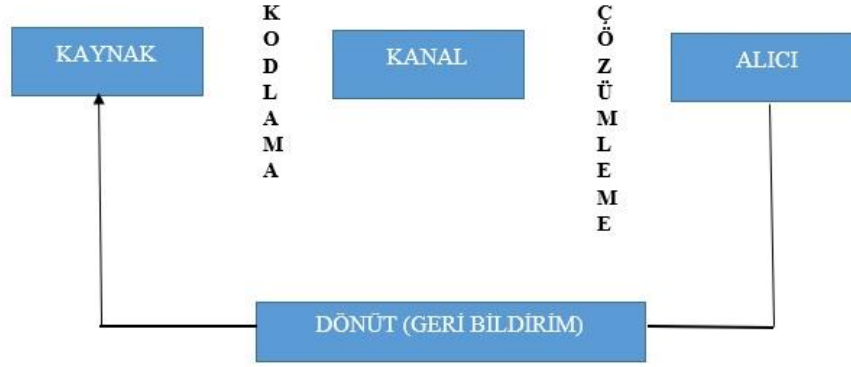 KAYNAK
KODLAMA
KANAL
ÇÖZÜMLEME
ALICI
DÖNÜT (GERİ BİLDİRİM)